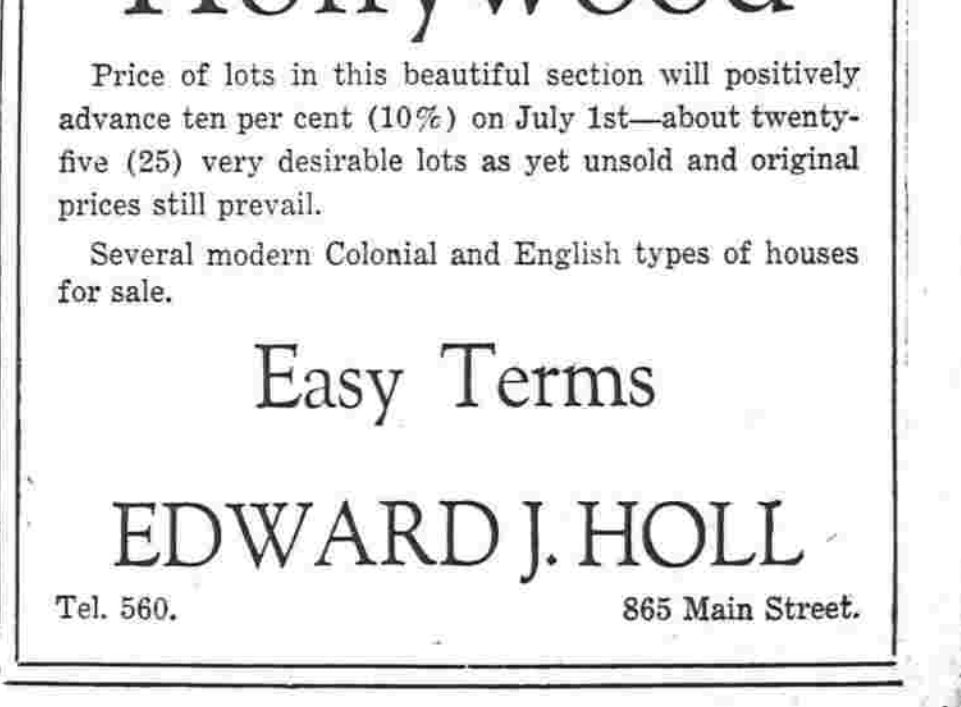 Hollywood
Price of lots in this beautiful section will positively
advance ten per cent (10%) on July 1st—about twenty-
five (25) very desirable lots as yet unsold and original
prices still prevail.
Several modern Colonial and English types of houses
for sale.
Easy Terms
EDWARD J. HOLL
Tel. 560.
865 Main Street.